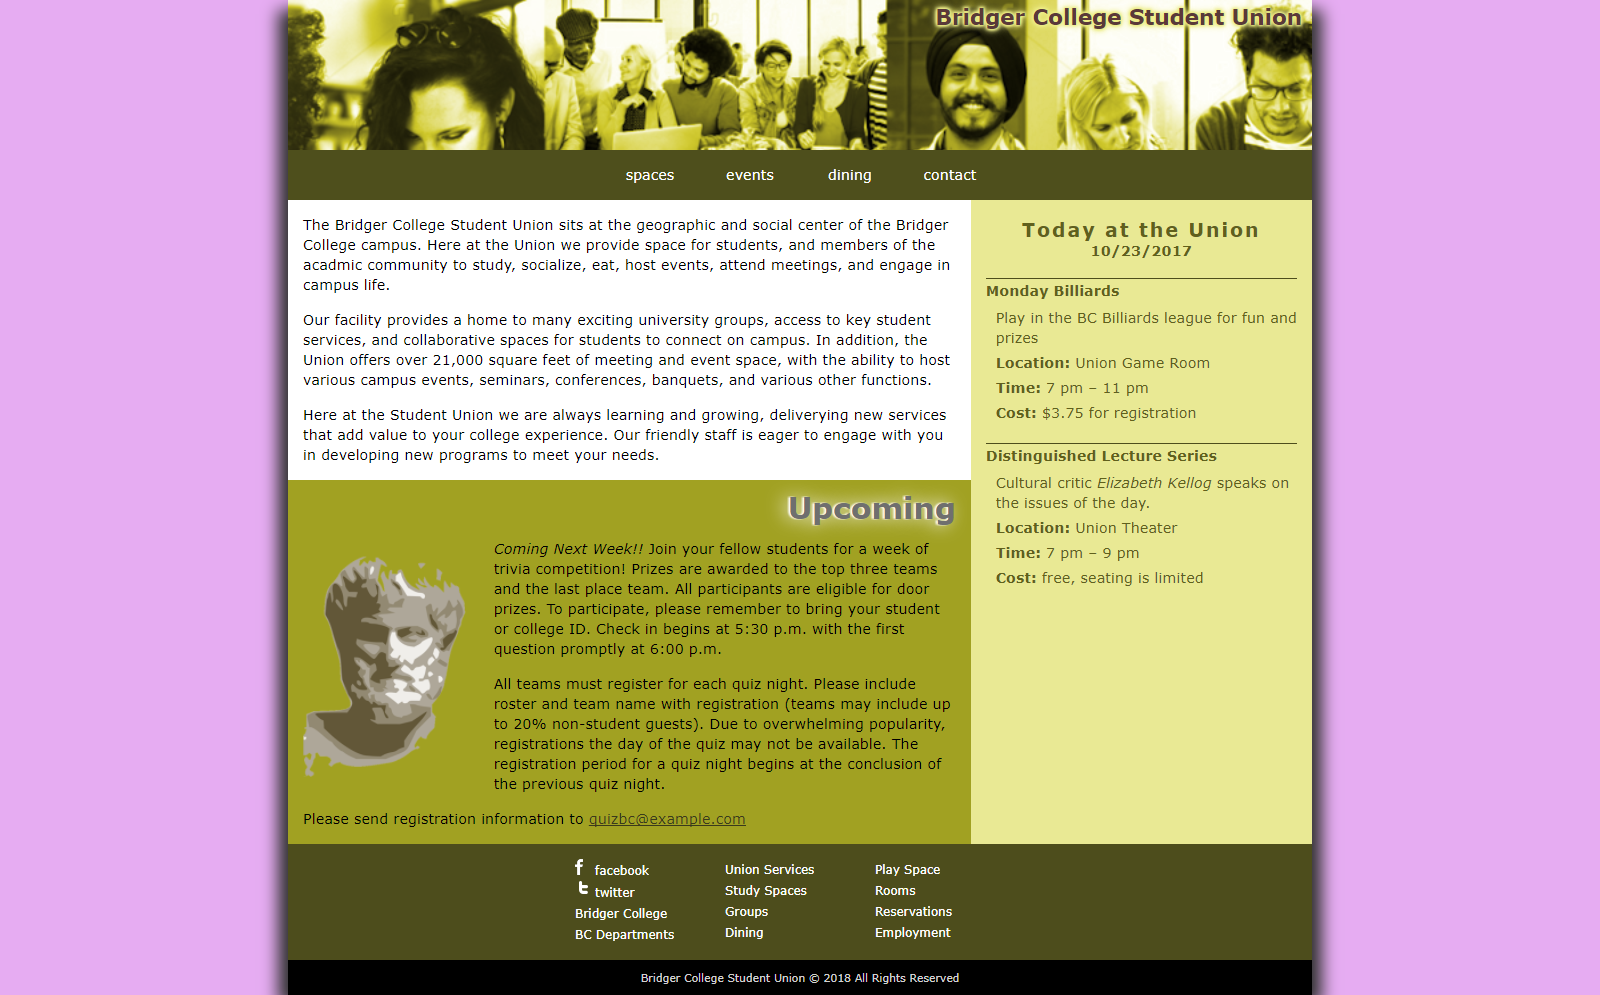 Bridger College Student Union
spaces events dining contact
The Bridger College Student Union sits at the geographic and social center of the Bridger
College campus. Here at the Union we provide space for students, and members of the
acadmic community to study, socialize, eat, host events, attend meetings, and engage in
campus life.
Our facility provides a home to many exciting university groups, access to key student
services, and collaborative spaces for students to connect on campus. In addition, the
Union offers over 21,000 square feet of meeting and event space, with the ability to host
various campus events, seminars, conferences, banquets, and various other functions.
Here at the Student Union we are always learning and growing, deliverying new services
that add value to your college experience. Our friendly staff is eager to engage with you
in developing new programs to meet your needs.
Upcoming
Coming Next Week!! Join your fellow students for a week of
trivia competition! Prizes are awarded to the top three teams
and the last place team. All participants are eligible for door
prizes. To participate, please remember to bring your student
or college ID. Check in begins at 5:30 p.m. with the first
question promptly at 6:00 p.m.
All teams must register for each quiz night. Please include
roster and team name with registration (teams may include up
to 20% non-student guests). Due to overwhelming popularity,
registrations the day of the quiz may not be available. The
registration period for a quiz night begins at the conclusion of
the previous quiz night.
Please send registration information to quizbc@example.com
Today at the Union
10/23/2017
Monday Billiards
Play in the BC Billiards league for fun and
prizes
Location: Union Game Room
Time: 7 pm – 11 pm
Cost: $3.75 for registration
Distinguished Lecture Series
Cultural critic Elizabeth Kellog speaks on
the issues of the day.
Location: Union Theater
Time: 7 pm – 9 pm
Cost: free, seating is limited
facebook
twitter
Bridger College
BC Departments
Union Services
Study Spaces
Groups
Dining
Play Space
Rooms
Reservations
Employment
Bridger College Student Union © 2018 All Rights Reserved